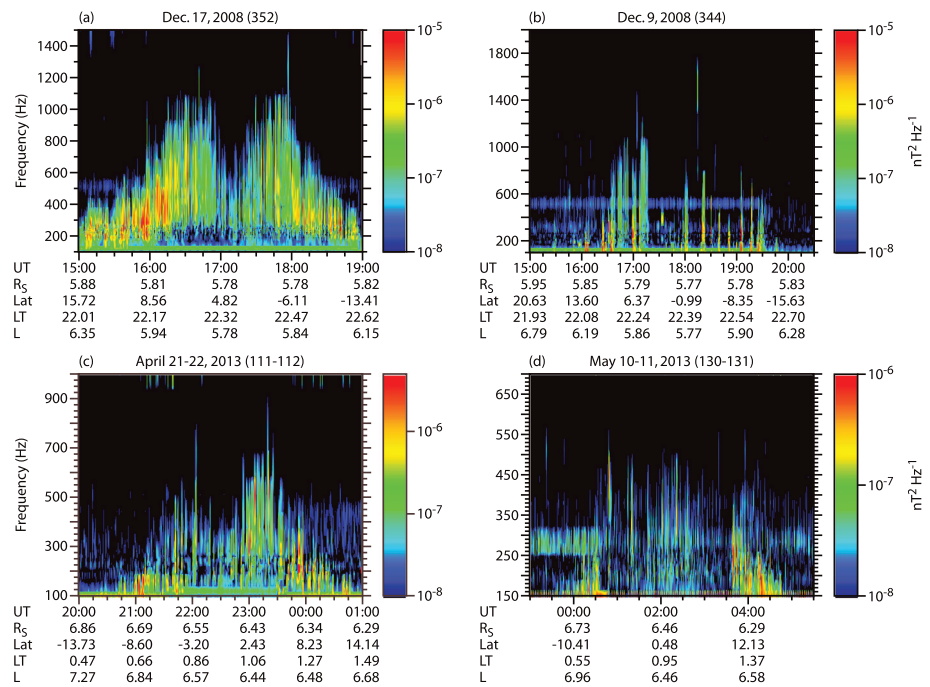 (a) Dec. 17, 2008 (352)
1400
1200
1000
800
600
400
200
Frequency (Hz)
10-5
10-6
10-7
10-8
UT 15:00 16:00 17:00 18:00 19:00
RS 5.88 5.81 5.78 5.78 5.82
Lat 15.72 8.56 4.82 -6.11 -13.41
LT 22.01 22.17 22.32 22.47 22.62
L 6.35 5.94 5.78 5.84 6.15
(b) Dec. 9, 2008 (344)
1800
1400
1000
600
200
10-5
10-6
10-7
10-8
nT2 Hz-1
UT 15:00 16:00 17:00 18:00 19:00 20:00
RS 5.95 5.85 5.79 5.77 5.78 5.83
Lat 20.63 13.60 6.37 -0.99 -8.35 -15.63
LT 21.93 22.08 22.24 22.39 22.54 22.70
L 6.79 6.19 5.86 5.77 5.90 6.28
(c) April 21-22, 2013 (111-112)
900
700
500
300
100
Frequency (Hz)
10-6
10-7
10-8
UT 20:00 21:00 22:00 23:00 00:00 01:00
RS 6.86 6.69 6.55 6.43 6.34 6.29
Lat -13.73 -8.60 -3.20 2.43 8.23 14.14
LT 0.47 0.66 0.86 1.06 1.27 1.49
L 7.27 6.84 6.57 6.44 6.48 6.68
(d) May 10-11, 2013 (130-131)
650
550
450
350
250
150
10-6
10-7
10-8
nT2 Hz-1
UT 00:00 02:00 04:00
RS 6.73 6.46 6.29
Lat -10.41 0.48 12.13
LT 0.55 0.95 1.37
L 6.96 6.46 6.58